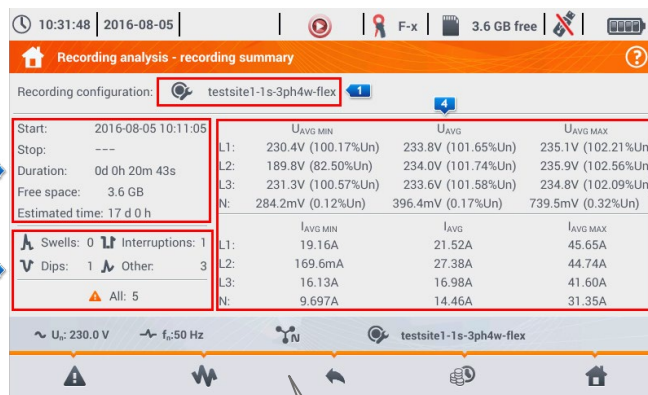 10:31:48 2016-08-05 F-x 3.6 GB free
Recording analysis - recording summary ?
Recording configuration: testsite1-1s-3ph4w-flex 1
4
Start: 2016-08-05 10:11:05
Stop: ---
Duration: 0d 0h 20m 43s
Free space: 3.6 GB
Estimated time: 17 d 0 h
Swells: 0 Interruptions: 1
Dips: 1 Other: 3
All: 5
UAVG MIN UAVG UAVG MAX
L1: 230.4V (100.17%Un) 233.8V (101.65%Un) 235.1V (102.21%Un)
L2: 189.8V (82.50%Un) 234.0V (101.74%Un) 235.9V (102.56%Un)
L3: 231.3V (100.57%Un) 233.6V (101.58%Un) 234.8V (102.09%Un)
N: 284.2mV (0.12%Un) 396.4mV (0.17%Un) 739.5mV (0.32%Un)
IAVG MIN IAVG IAVG MAX
L1: 19.16A 21.52A 45.65A
L2: 169.6mA 27.38A 44.74A
L3: 16.13A 16.98A 41.60A
N: 9.697A 14.46A 31.35A
Un: 230.0 V fn:50 Hz N testsite1-1s-3ph4w-flex